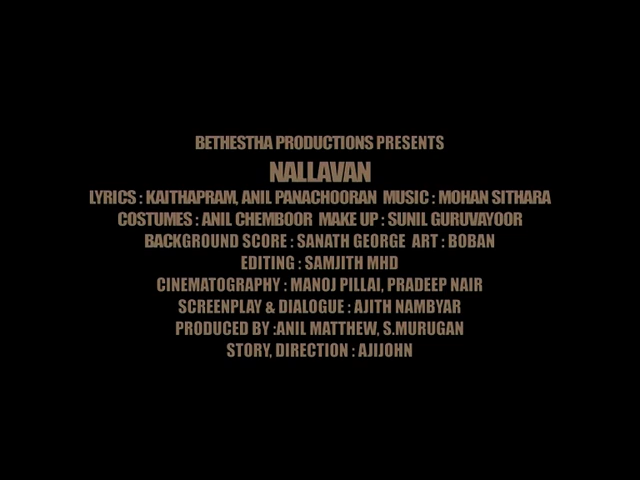 BETHESTHA PRODUCTIONS PRESENTS
NALLAVAN
LYRICS : KAITHAPRAM, ANIL PANACHOORAN MUSIC : MOHAN SITHARA
COSTUMES : ANIL CHEMBOOR MAKE UP : SUNIL GURUVAYOOR
BACKGROUND SCORE : SANATH GEORGE ART : BOBAN
EDITING : SAMJITH MHD
CINEMATOGRAPHY : MANOJ PILLAI, PRADEEP NAIR
SCREENPLAY & DIALOGUE : AJITH NAMBYAR
PRODUCED BY :ANIL MATTHEW, S.MURUGAN
STORY, DIRECTION : AJIJOHN